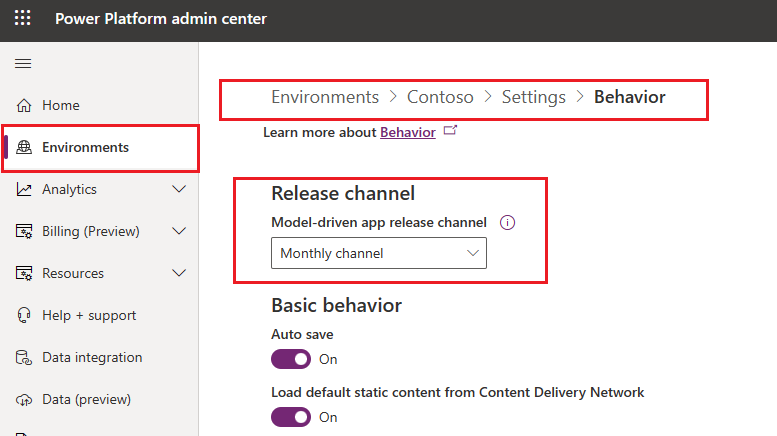 Power Platform admin center
Home
Environments
Analytics
Billing (Preview)
Resources
Help + support
Data integration
Data (preview)
Environments > Contoso > Settings > Behavior
Learn more about Behavior
Release channel
Model-driven app release channel
Monthly channel
Basic behavior
Auto save
On
Load default static content from Content Delivery Network
On